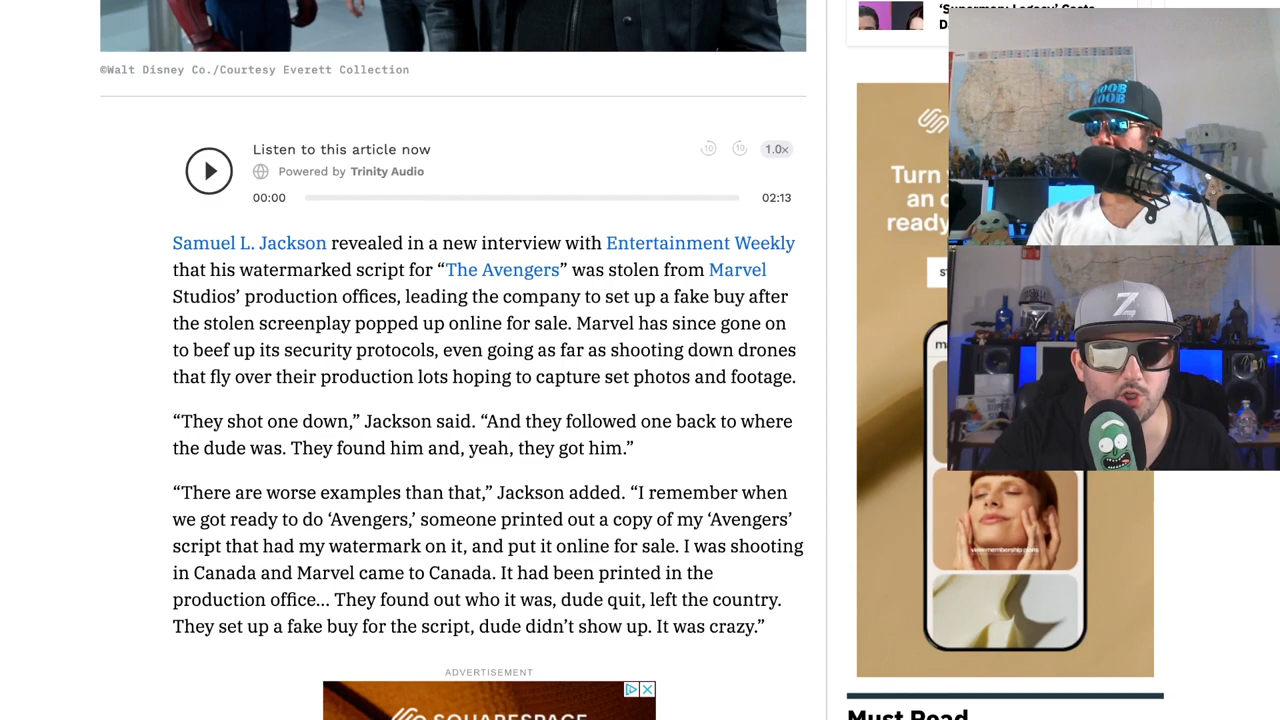 ‘Superman: Legacy’ Casts
©Walt Disney Co./Courtesy Everett Collection
Listen to this article now
10
10
1.0×
Powered by Trinity Audio
00:00
02:13
Samuel L. Jackson revealed in a new interview with Entertainment Weekly
that his watermarked script for “The Avengers” was stolen from Marvel
Studios’ production offices, leading the company to set up a fake buy after
the stolen screenplay popped up online for sale. Marvel has since gone on
to beef up its security protocols, even going as far as shooting down drones
that fly over their production lots hoping to capture set photos and footage.
“They shot one down,” Jackson said. “And they followed one back to where
the dude was. They found him and, yeah, they got him.”
“There are worse examples than that,” Jackson added. “I remember when
we got ready to do ‘Avengers,’ someone printed out a copy of my ‘Avengers’
script that had my watermark on it, and put it online for sale. I was shooting
in Canada and Marvel came to Canada. It had been printed in the
production office… They found out who it was, dude quit, left the country.
They set up a fake buy for the script, dude didn’t show up. It was crazy.”
ADVERTISEMENT
SQUARESPACE
Turn
an
ready
NOOB
NOOB
Z
Must Read